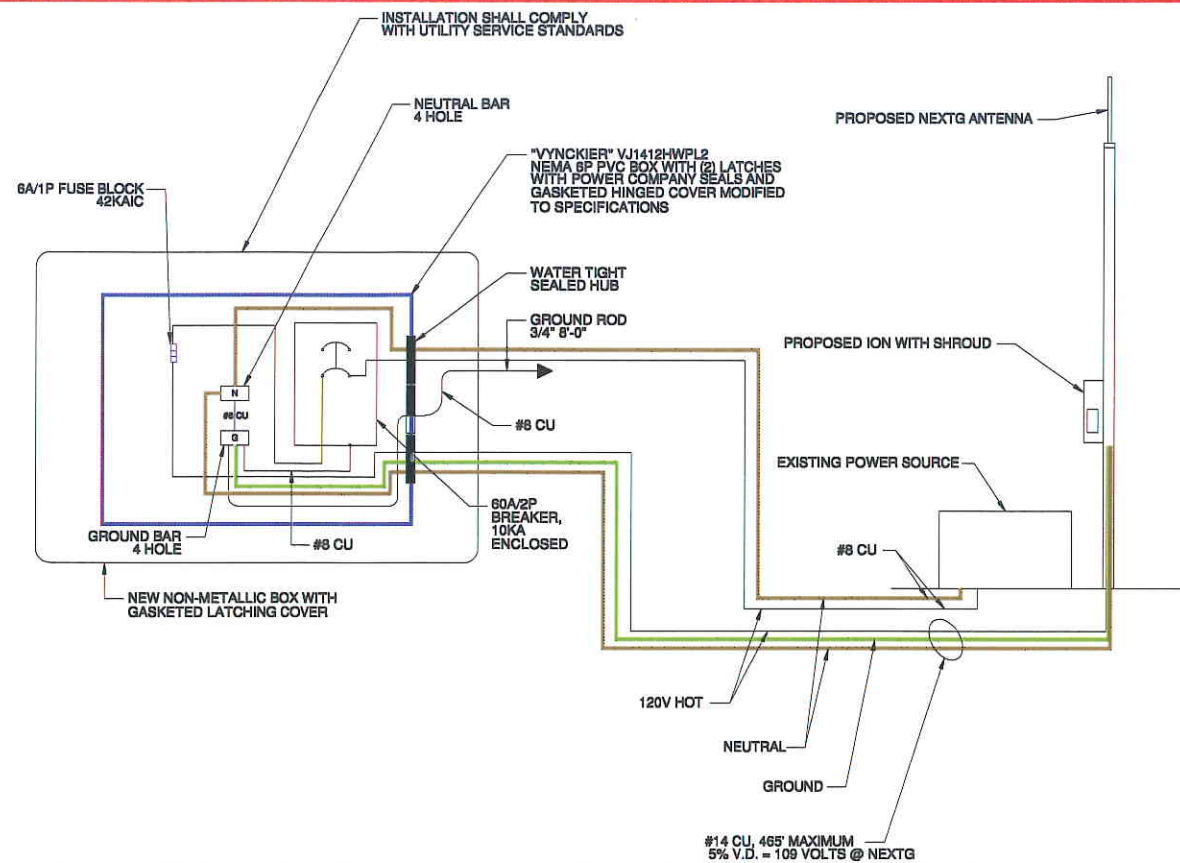 INSTALLATION SHALL COMPLY
WITH UTILITY SERVICE STANDARDS
NEUTRAL BAR
4 HOLE
PROPOSED NEXTG ANTENNA
"VYNCKIER" VJ1412HWPL2
NEMA 6P PVC BOX WITH (2) LATCHES
WITH POWER COMPANY SEALS AND
GASKETED HINGED COVER MODIFIED
TO SPECIFICATIONS
6A/1P FUSE BLOCK
42KAIC
WATER TIGHT
SEALED HUB
GROUND ROD
3/4" 8'-0"
PROPOSED ION WITH SHROUD
N
#8 CU
G
#8 CU
EXISTING POWER SOURCE
60A/2P
BREAKER,
10KA
ENCLOSED
GROUND BAR
4 HOLE
#8 CU
#8 CU
NEW NON-METALLIC BOX WITH
GASKETED LATCHING COVER
120V HOT
NEUTRAL
GROUND
#14 CU, 465' MAXIMUM
5% V.D. = 109 VOLTS @ NEXTG